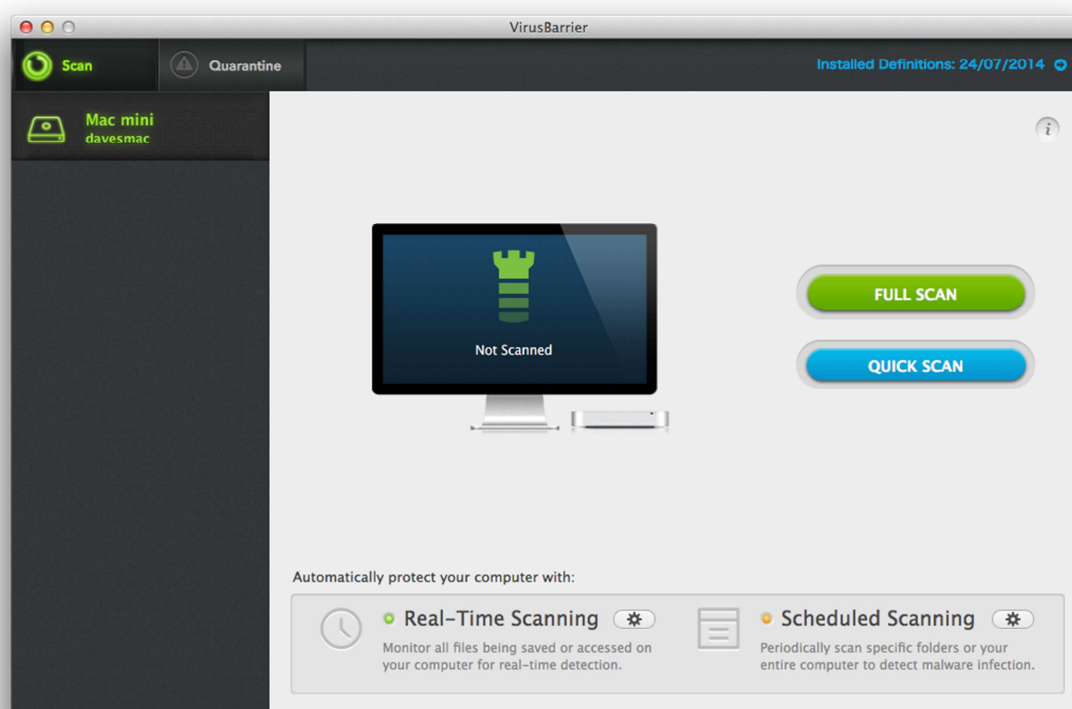 VirusBarrier
Scan
Quarantine
Installed Definitions: 24/07/2014
Mac mini
davesmac
i
Not Scanned
FULL SCAN
QUICK SCAN
Automatically protect your computer with:
Real-Time Scanning
Monitor all files being saved or accessed on
your computer for real-time detection.
Scheduled Scanning
Periodically scan specific folders or your
entire computer to detect malware infection.